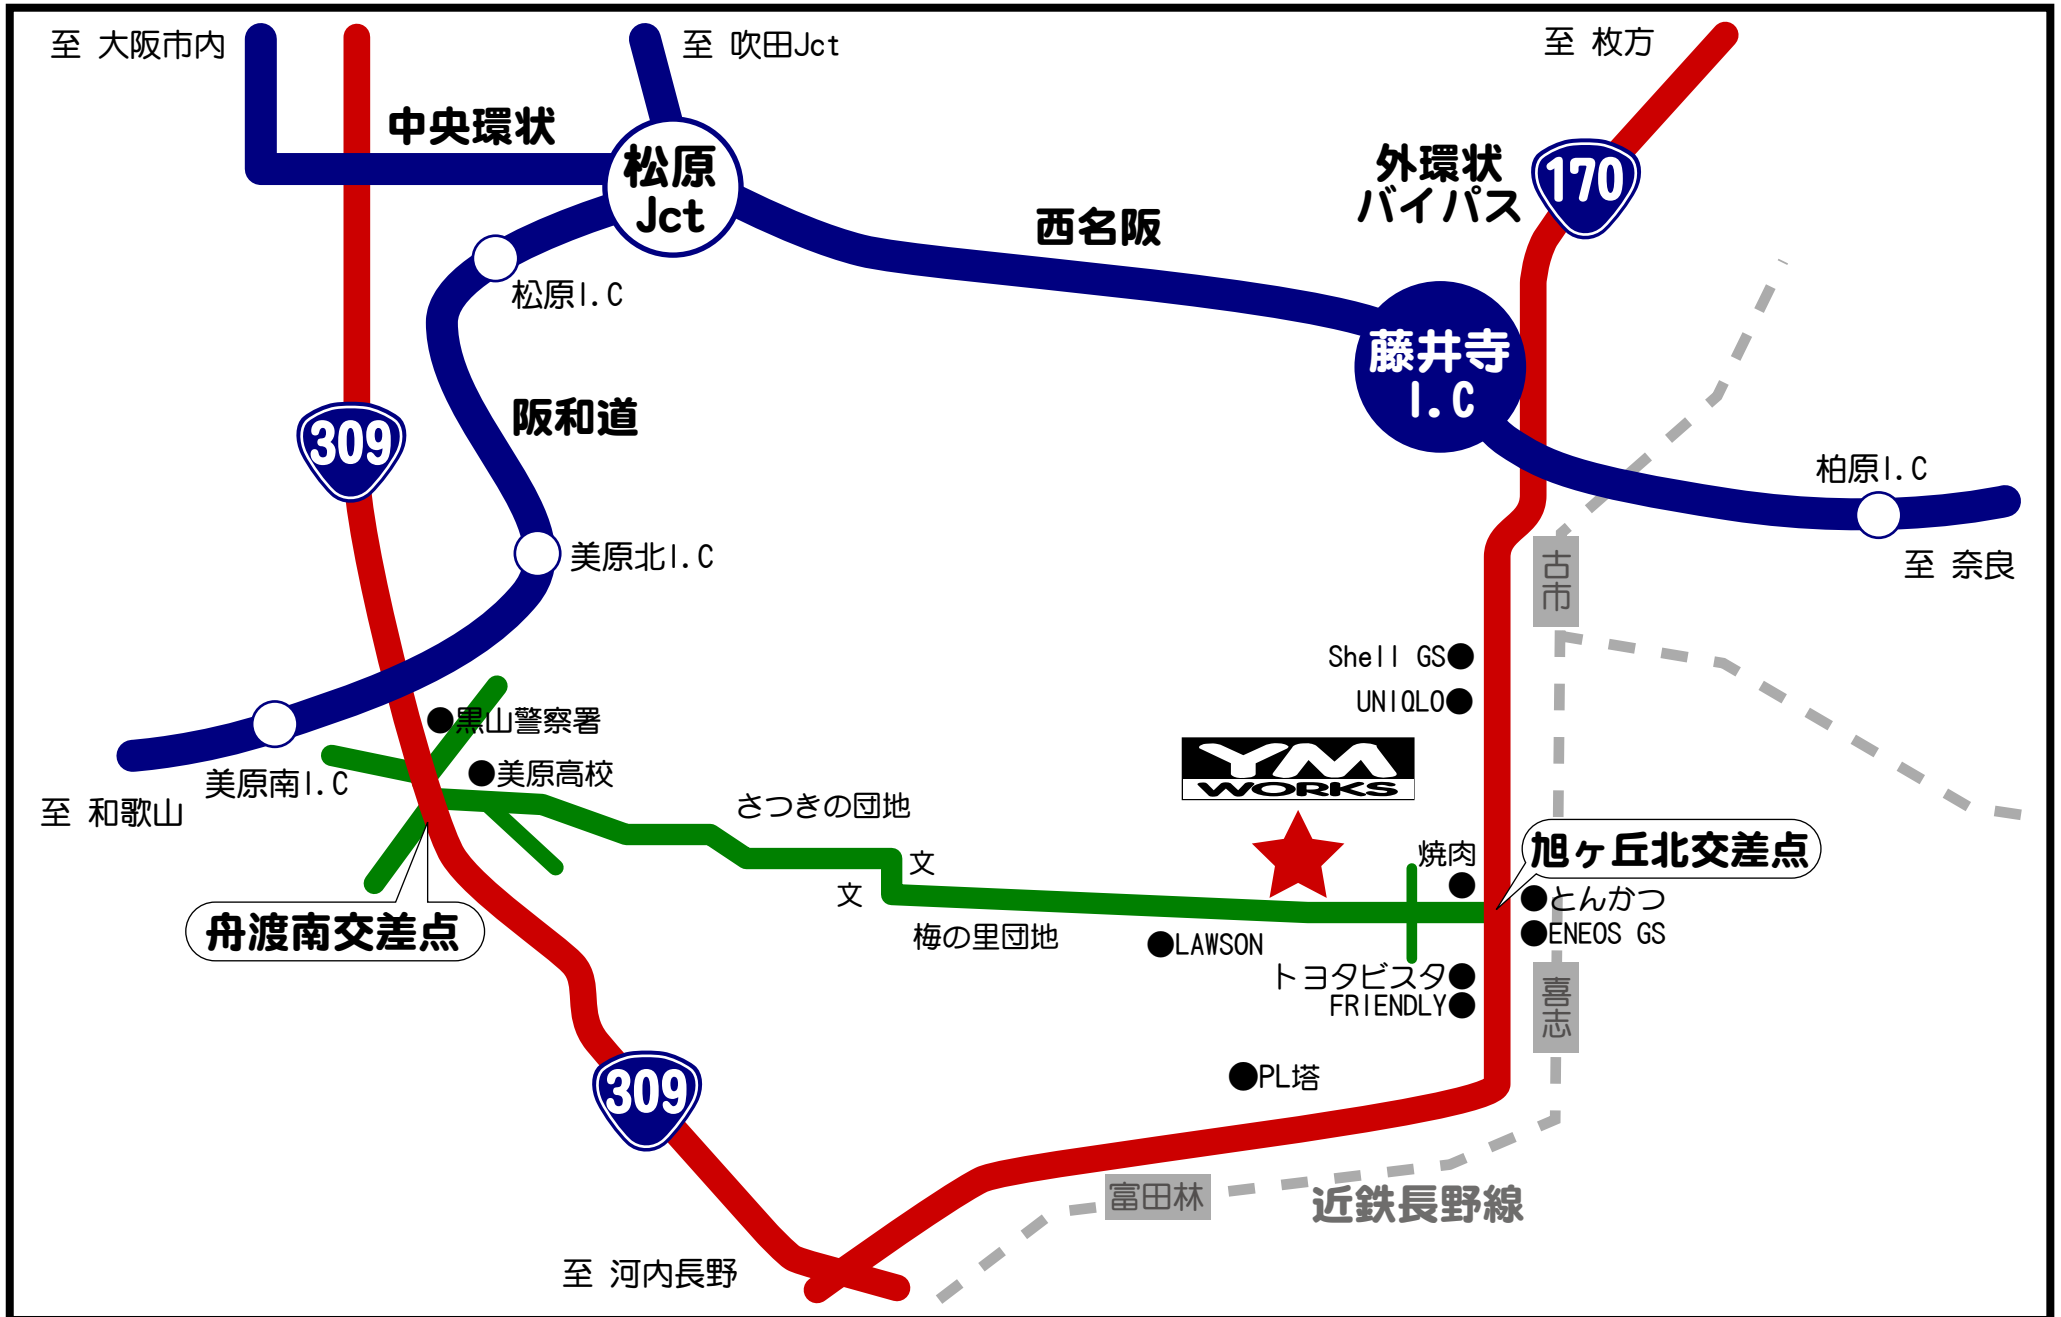 至 大阪市内
至 吹田Jct
至 枚方
中央環状
松原
Jct
外環状
バイパス
170
西名阪
松原I.C
藤井寺
I.C
阪和道
309
柏原I.C
美原北I.C
至 奈良
古市
Shell GS
UNIQLO
黒山警察署
YM
WORKS
美原高校
美原南I.C
至 和歌山
さつきの団地
焼肉
旭ヶ丘北交差点
文
文
とんかつ
舟渡南交差点
梅の里団地
LAWSON
ENEOS GS
トヨタビスタ
FRIENDLY
喜志
PL塔
309
富田林
近鉄長野線
至 河内長野